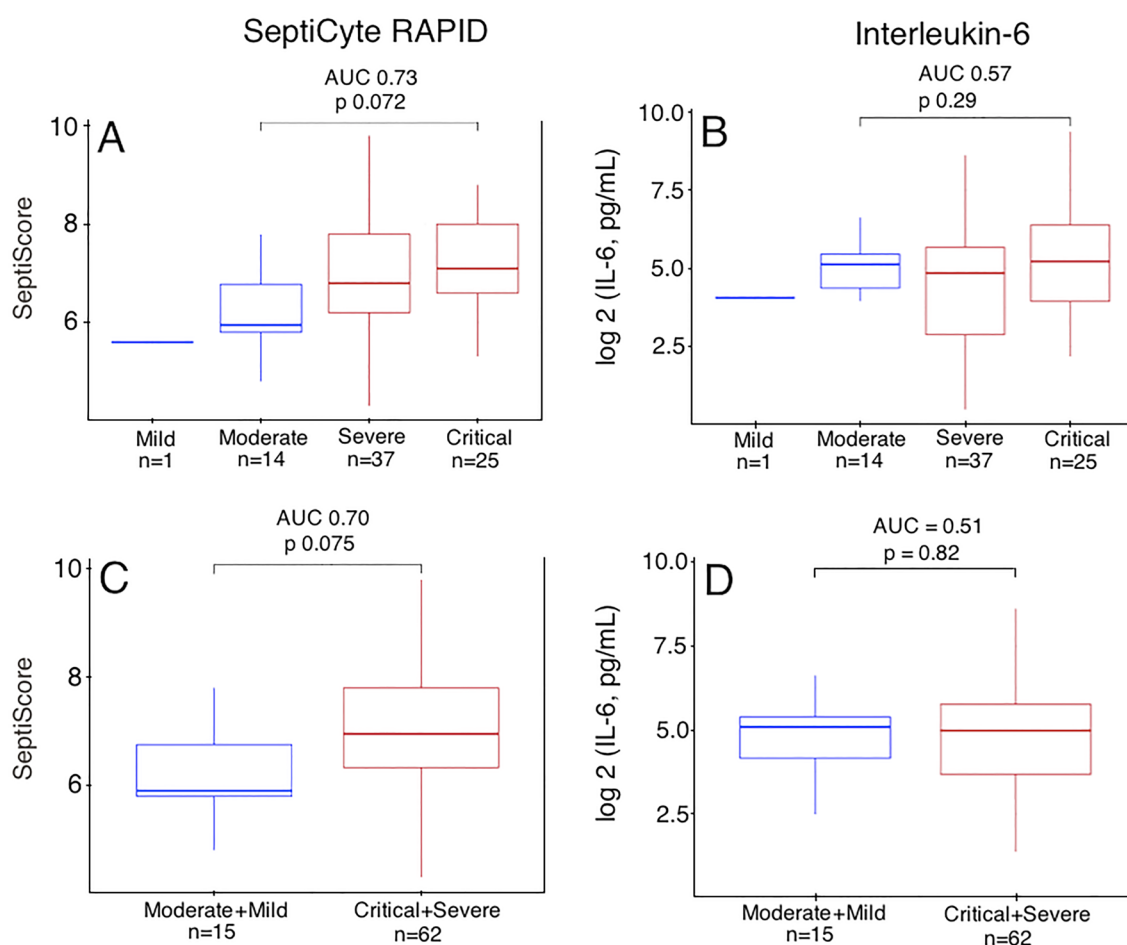 SeptiCyte RAPID
AUC 0.73
p 0.072
A
SeptiScore
10
8
6
Mild
n=1
Moderate
n=14
Severe
n=37
Critical
n=25
Interleukin-6
AUC 0.57
p 0.29
B
log 2 (IL-6, pg/mL)
10.0
7.5
5.0
2.5
Mild
n=1
Moderate
n=14
Severe
n=37
Critical
n=25
AUC 0.70
p 0.075
C
SeptiScore
10
8
6
Moderate+Mild
n=15
Critical+Severe
n=62
AUC = 0.51
p = 0.82
D
log 2 (IL-6, pg/mL)
10.0
7.5
5.0
2.5
Moderate+Mild
n=15
Critical+Severe
n=62